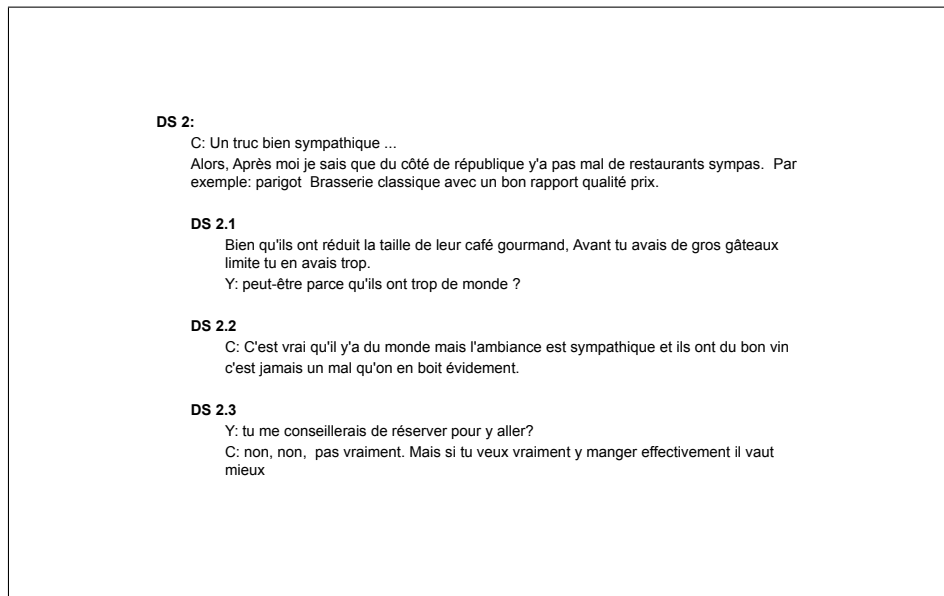 DS 2:
C: Un truc bien sympathique ...
Alors, Après moi je sais que du côté de république y'a pas mal de restaurants sympas.  Par
exemple: parigot  Brasserie classique avec un bon rapport qualité prix.
DS 2.1
Bien qu'ils ont réduit la taille de leur café gourmand, Avant tu avais de gros gâteaux
limite tu en avais trop.
Y: peut-être parce qu'ils ont trop de monde ?
DS 2.2
C: C'est vrai qu'il y'a du monde mais l'ambiance est sympathique et ils ont du bon vin
c'est jamais un mal qu'on en boit évidement.
DS 2.3
Y: tu me conseillerais de réserver pour y aller?
C: non, non,  pas vraiment. Mais si tu veux vraiment y manger effectivement il vaut
mieux